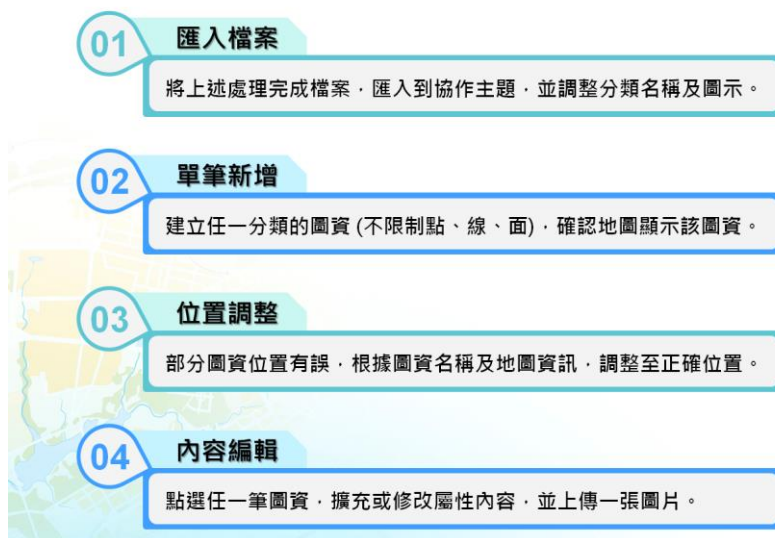 01 匯入檔案
將上述處理完成檔案，匯入到協作主題，並調整分類名稱及圖示。
02 單筆新增
建立任一分類的圖資 (不限制點、線、面)，確認地圖顯示該圖資。
03 位置調整
部分圖資位置有誤，根據圖資名稱及地圖資訊，調整至正確位置。
04 內容編輯
點選任一筆圖資，擴充或修改屬性內容，並上傳一張圖片。